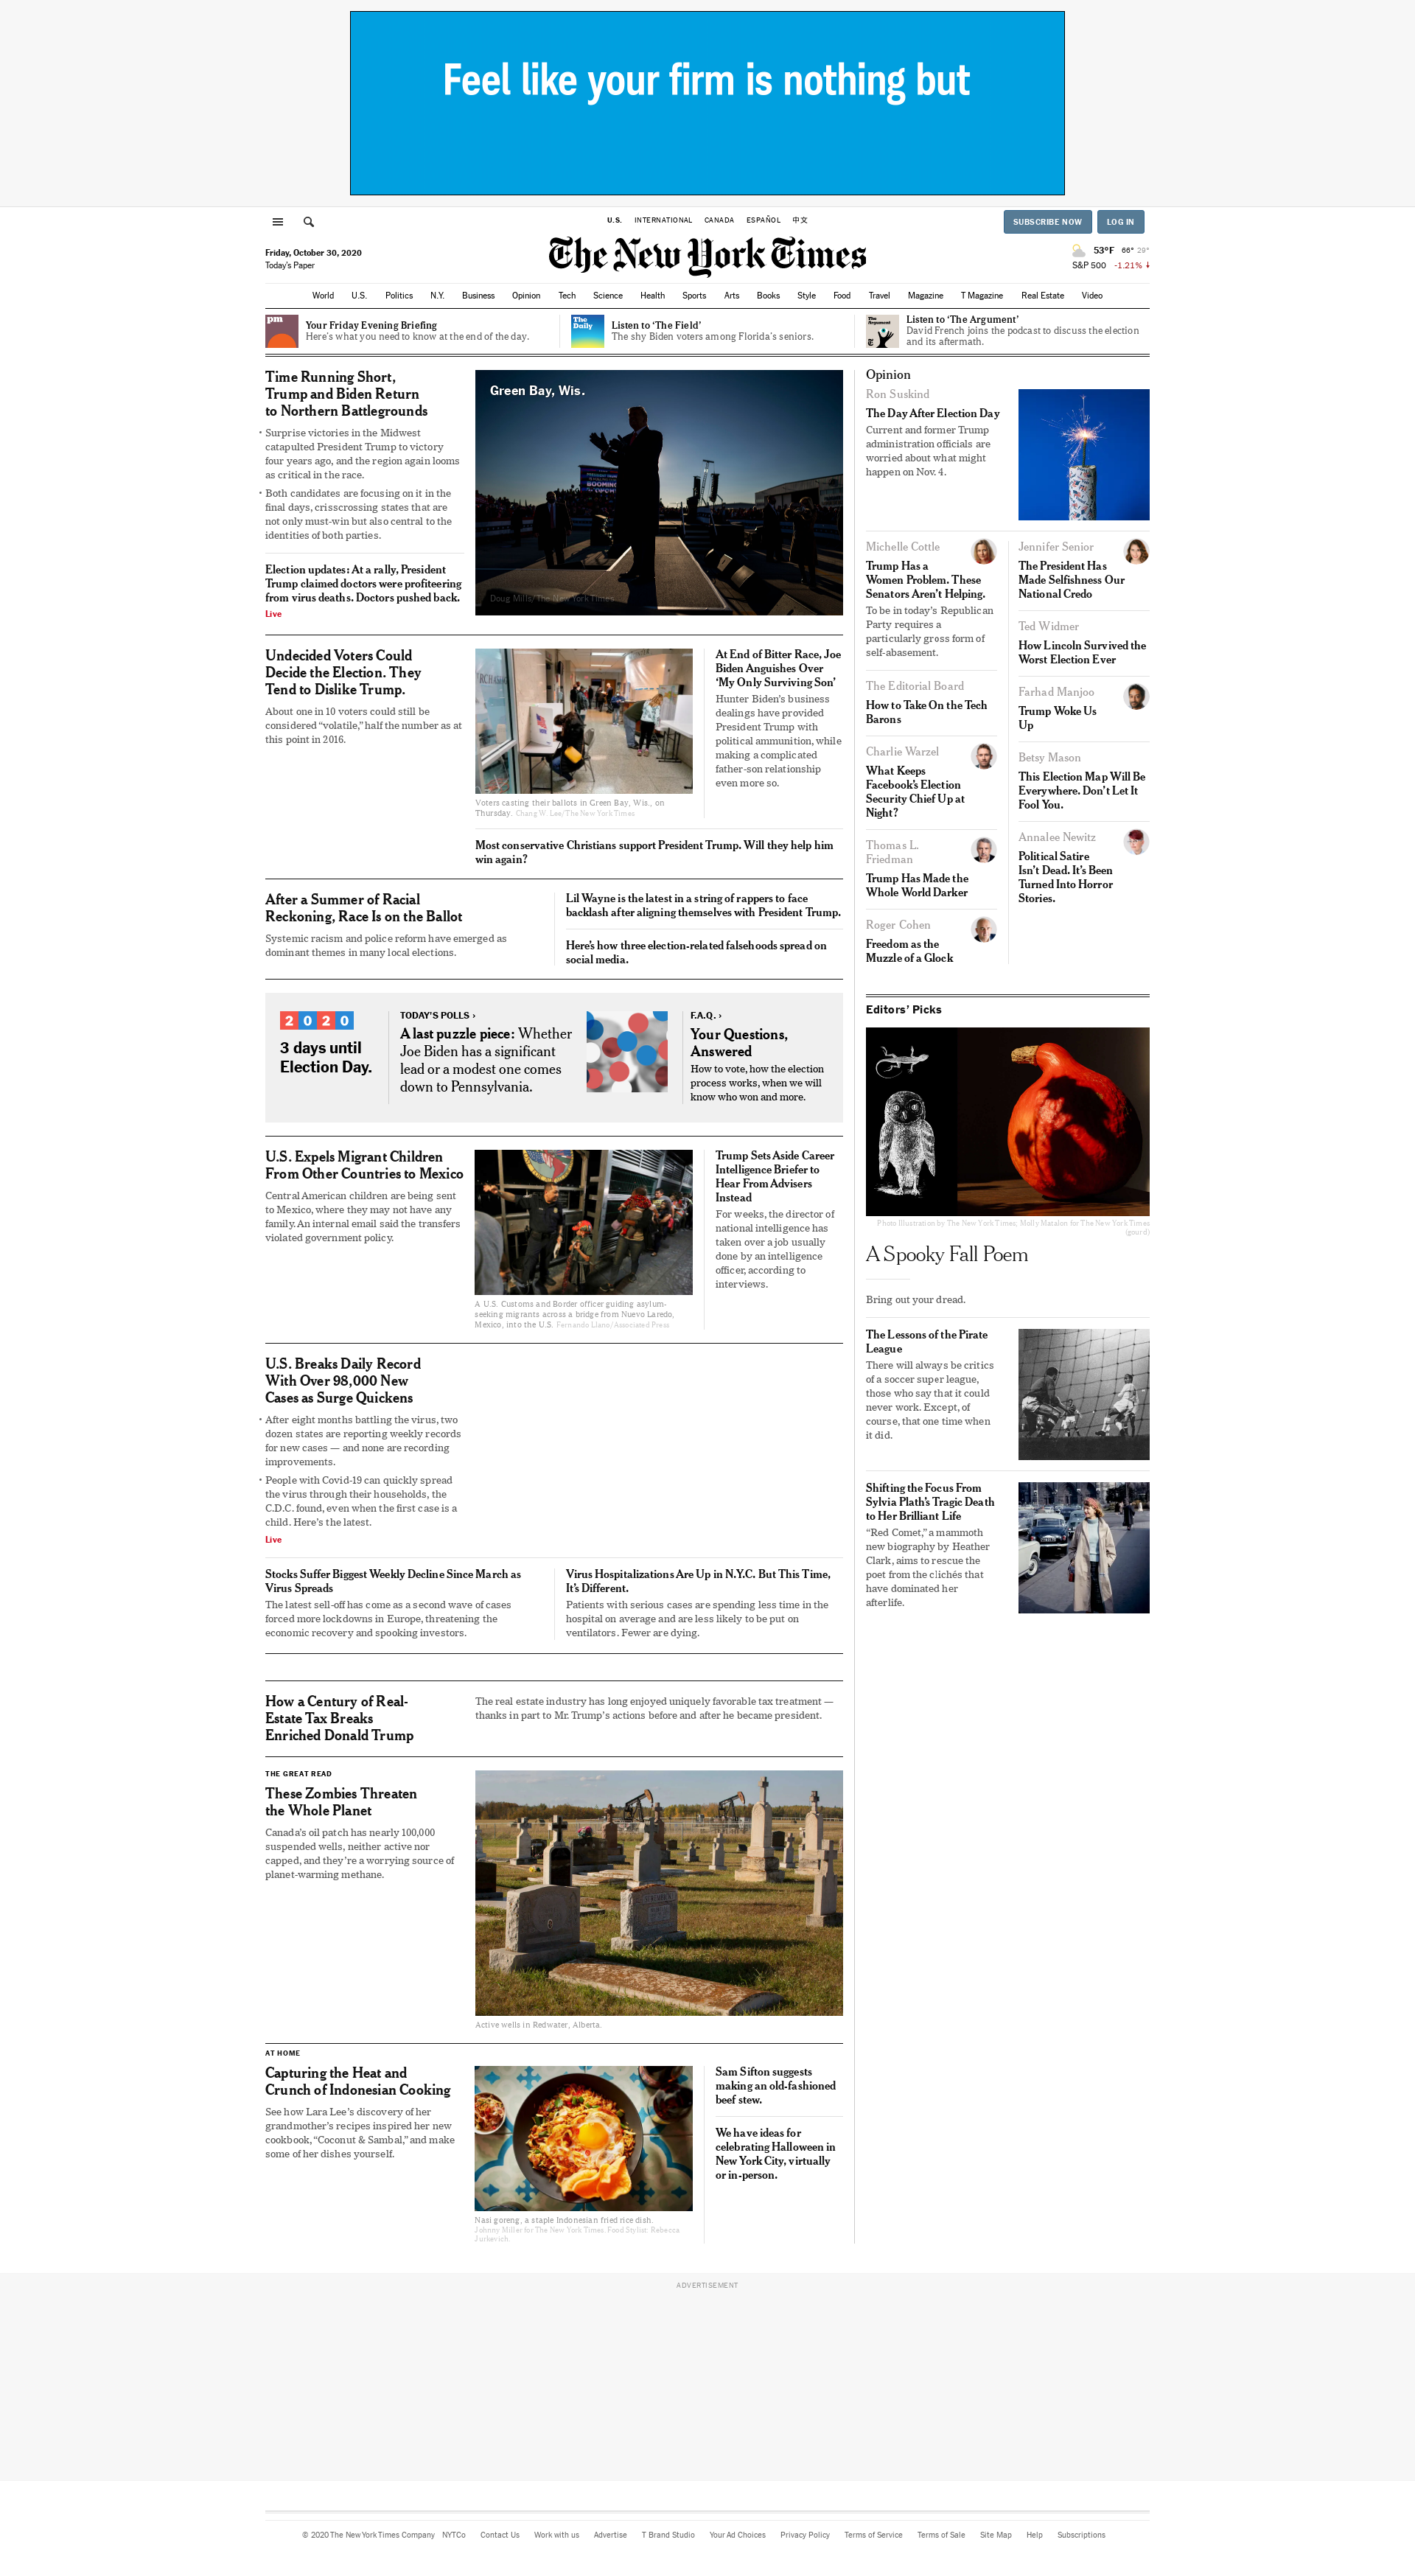 Feel like your firm is nothing but
U.S. INTERNATIONAL CANADA ESPAÑOL 中文
SUBSCRIBE NOW LOG IN
Friday, October 30, 2020
Today's Paper
The New York Times
53°F 66° 29°
S&P 500 -1.21%
World U.S. Politics N.Y. Business Opinion Tech Science Health Sports Arts Books Style Food Travel Magazine T Magazine Real Estate Video
pm
Your Friday Evening Briefing
Here's what you need to know at the end of the day.
The Daily
Listen to 'The Field'
The shy Biden voters among Florida's seniors.
The Argument
Listen to 'The Argument'
David French joins the podcast to discuss the election
and its aftermath.
Time Running Short,
Trump and Biden Return
to Northern Battlegrounds
Surprise victories in the Midwest
catapulted President Trump to victory
four years ago, and the region again looms
as critical in the race.
Both candidates are focusing on it in the
final days, crisscrossing states that are
not only must-win but also central to the
identities of both parties.
Election updates: At a rally, President
Trump claimed doctors were profiteering
from virus deaths. Doctors pushed back.
Live
Green Bay, Wis.
Doug Mills/The New York Times
Undecided Voters Could
Decide the Election. They
Tend to Dislike Trump.
About one in 10 voters could still be
considered “volatile,” half the number as at
this point in 2016.
Voters casting their ballots in Green Bay, Wis., on
Thursday. Chang W. Lee/The New York Times
At End of Bitter Race, Joe
Biden Anguishes Over
‘My Only Surviving Son’
Hunter Biden's business
dealings have provided
President Trump with
political ammunition, while
making a complicated
father-son relationship
even more so.
Most conservative Christians support President Trump. Will they help him
win again?
After a Summer of Racial
Reckoning, Race Is on the Ballot
Systemic racism and police reform have emerged as
dominant themes in many local elections.
Lil Wayne is the latest in a string of rappers to face
backlash after aligning themselves with President Trump.
Here's how three election-related falsehoods spread on
social media.
2020
3 days until
Election Day.
TODAY'S POLLS ›
A last puzzle piece: Whether
Joe Biden has a significant
lead or a modest one comes
down to Pennsylvania.
F.A.Q. ›
Your Questions,
Answered
How to vote, how the election
process works, when we will
know who won and more.
U.S. Expels Migrant Children
From Other Countries to Mexico
Central American children are being sent
to Mexico, where they may not have any
family. An internal email said the transfers
violated government policy.
A U.S. Customs and Border officer guiding asylum-
seeking migrants across a bridge from Nuevo Laredo,
Mexico, into the U.S. Fernando Llano/Associated Press
Trump Sets Aside Career
Intelligence Briefer to
Hear From Advisers
Instead
For weeks, the director of
national intelligence has
taken over a job usually
done by an intelligence
officer, according to
interviews.
U.S. Breaks Daily Record
With Over 98,000 New
Cases as Surge Quickens
After eight months battling the virus, two
dozen states are reporting weekly records
for new cases — and none are recording
improvements.
People with Covid-19 can quickly spread
the virus through their households, the
C.D.C. found, even when the first case is a
child. Here's the latest.
Live
Stocks Suffer Biggest Weekly Decline Since March as
Virus Spreads
The latest sell-off has come as a second wave of cases
forced more lockdowns in Europe, threatening the
economic recovery and spooking investors.
Virus Hospitalizations Are Up in N.Y.C. But This Time,
It's Different.
Patients with serious cases are spending less time in the
hospital on average and are less likely to be put on
ventilators. Fewer are dying.
How a Century of Real-
Estate Tax Breaks
Enriched Donald Trump
The real estate industry has long enjoyed uniquely favorable tax treatment —
thanks in part to Mr. Trump's actions before and after he became president.
THE GREAT READ
These Zombies Threaten
the Whole Planet
Canada's oil patch has nearly 100,000
suspended wells, neither active nor
capped, and they're a worrying source of
planet-warming methane.
Active wells in Redwater, Alberta.
AT HOME
Capturing the Heat and
Crunch of Indonesian Cooking
See how Lara Lee's discovery of her
grandmother's recipes inspired her new
cookbook, “Coconut & Sambal,” and make
some of her dishes yourself.
Nasi goreng, a staple Indonesian fried rice dish.
Johnny Miller for The New York Times. Food Stylist: Rebecca
Jurkevich.
Sam Sifton suggests
making an old-fashioned
beef stew.
We have ideas for
celebrating Halloween in
New York City, virtually
or in-person.
Opinion
Ron Suskind
The Day After Election Day
Current and former Trump
administration officials are
worried about what might
happen on Nov. 4.
Michelle Cottle
Trump Has a
Women Problem. These
Senators Aren't Helping.
To be in today's Republican
Party requires a
particularly gross form of
self-abasement.
The Editorial Board
How to Take On the Tech
Barons
Charlie Warzel
What Keeps
Facebook's Election
Security Chief Up at
Night?
Thomas L.
Friedman
Trump Has Made the
Whole World Darker
Roger Cohen
Freedom as the
Muzzle of a Glock
Jennifer Senior
The President Has
Made Selfishness Our
National Credo
Ted Widmer
How Lincoln Survived the
Worst Election Ever
Farhad Manjoo
Trump Woke Us
Up
Betsy Mason
This Election Map Will Be
Everywhere. Don't Let It
Fool You.
Annalee Newitz
Political Satire
Isn't Dead. It's Been
Turned Into Horror
Stories.
Editors' Picks
Photo Illustration by The New York Times; Molly Matalon for The New York Times
(gourd)
A Spooky Fall Poem
Bring out your dread.
The Lessons of the Pirate
League
There will always be critics
of a soccer super league,
those who say that it could
never work. Except, of
course, that one time when
it did.
Shifting the Focus From
Sylvia Plath's Tragic Death
to Her Brilliant Life
“Red Comet,” a mammoth
new biography by Heather
Clark, aims to rescue the
poet from the clichés that
have dominated her
afterlife.
ADVERTISEMENT
© 2020 The New York Times Company NYTCo Contact Us Work with us Advertise T Brand Studio Your Ad Choices Privacy Policy Terms of Service Terms of Sale Site Map Help Subscriptions